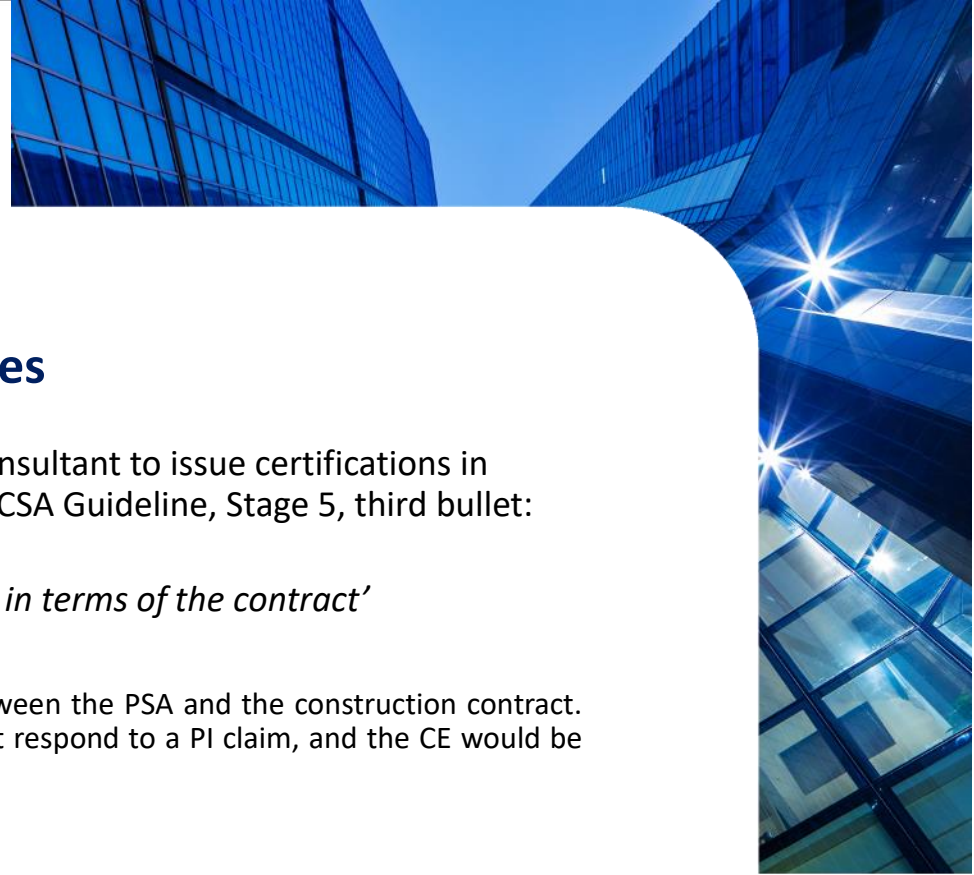 es
nsultant to issue certifications in
CSA Guideline, Stage 5, third bullet:
in terms of the contract’
ween the PSA and the construction contract.
t respond to a PI claim, and the CE would be